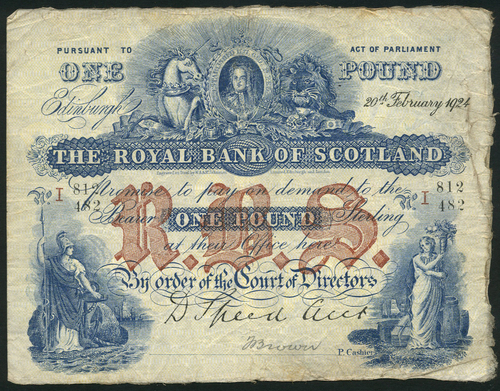 PURSUANT TO ACT OF PARLIAMENT
ONE POUND
Edinburgh 20th February 1924
THE ROYAL BANK OF SCOTLAND
No I 812 482 Promise to pay on demand to the No I 812 482
Bearer ONE POUND Sterling
R.B.S.
at their Office here
By order of the Court of Directors
D Speed Acct
Brown
P. Cashier